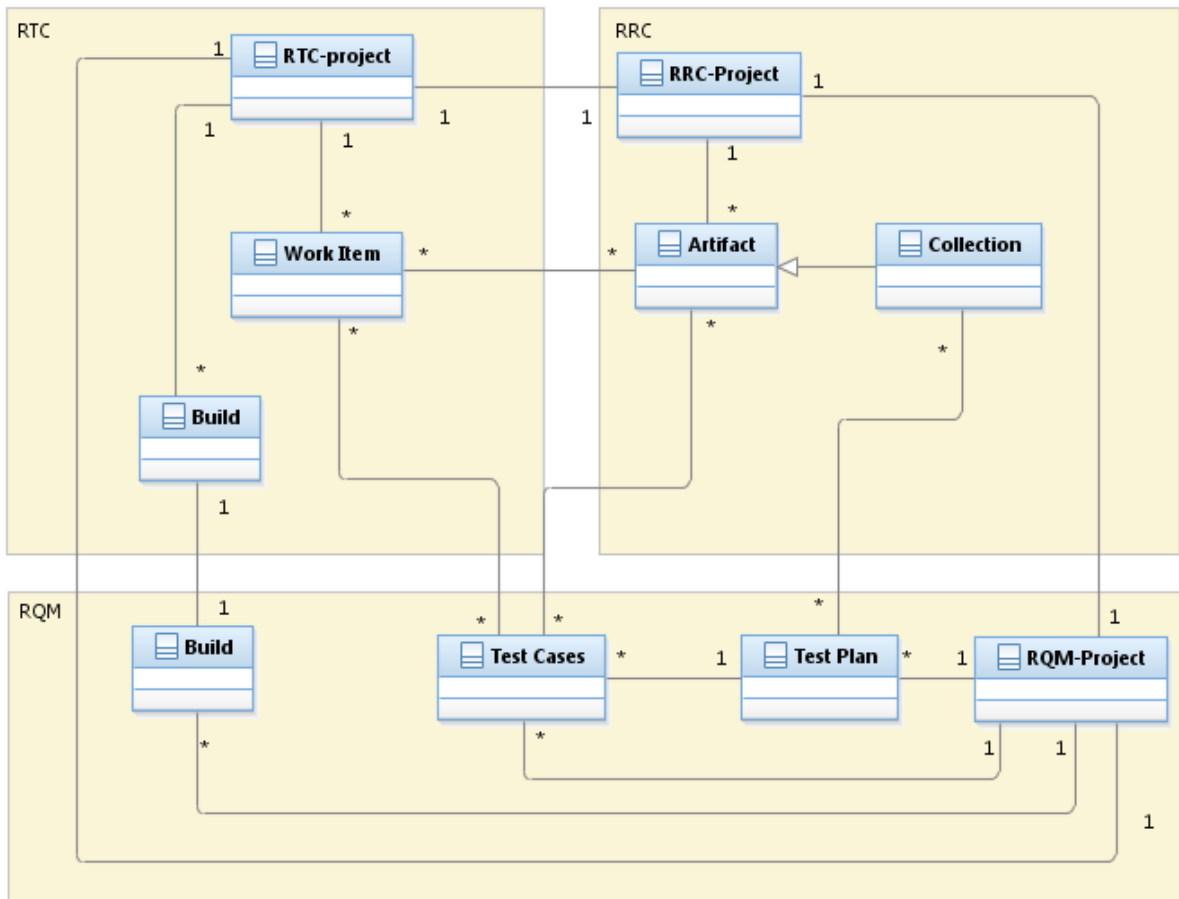 RTC
RRC
1
RTC-project
RRC-Project
1
1
1
1
1
1
*
*
*
Work Item
*
*
Artifact
Collection
*
*
*
*
Build
1
1
*
*
*
1
RQM
Build
Test Cases
*
1
Test Plan
*
1
RQM-Project
*
*
1
1
1